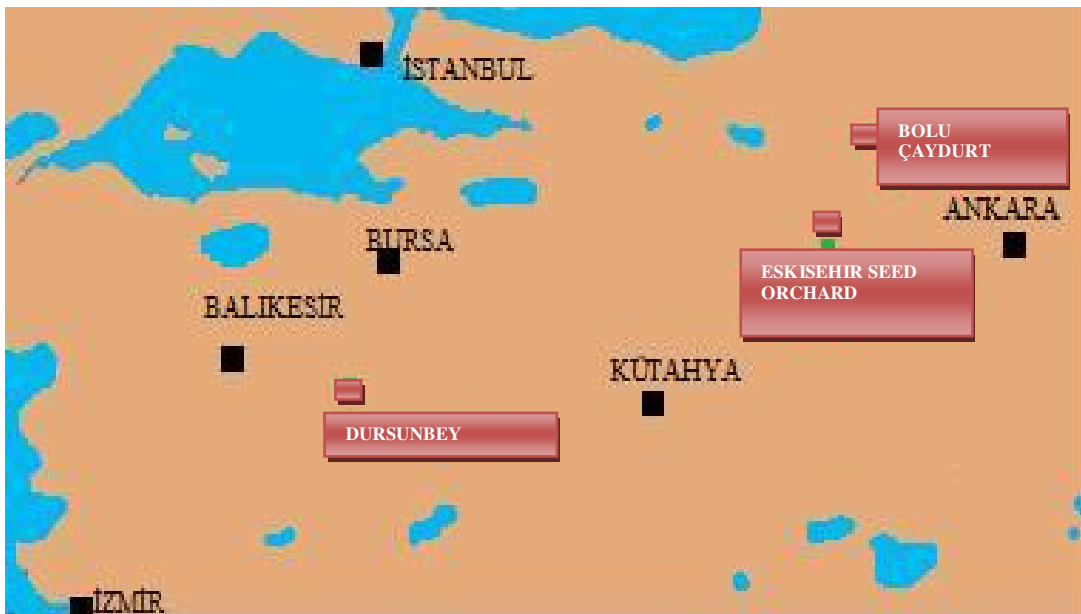 İSTANBUL
BOLU
ÇAYDURT
ANKARA
BURSA
ESKISEHIR SEED
ORCHARD
BALIKESİR
KÜTAHYA
DURSUNBEY
İZMİR